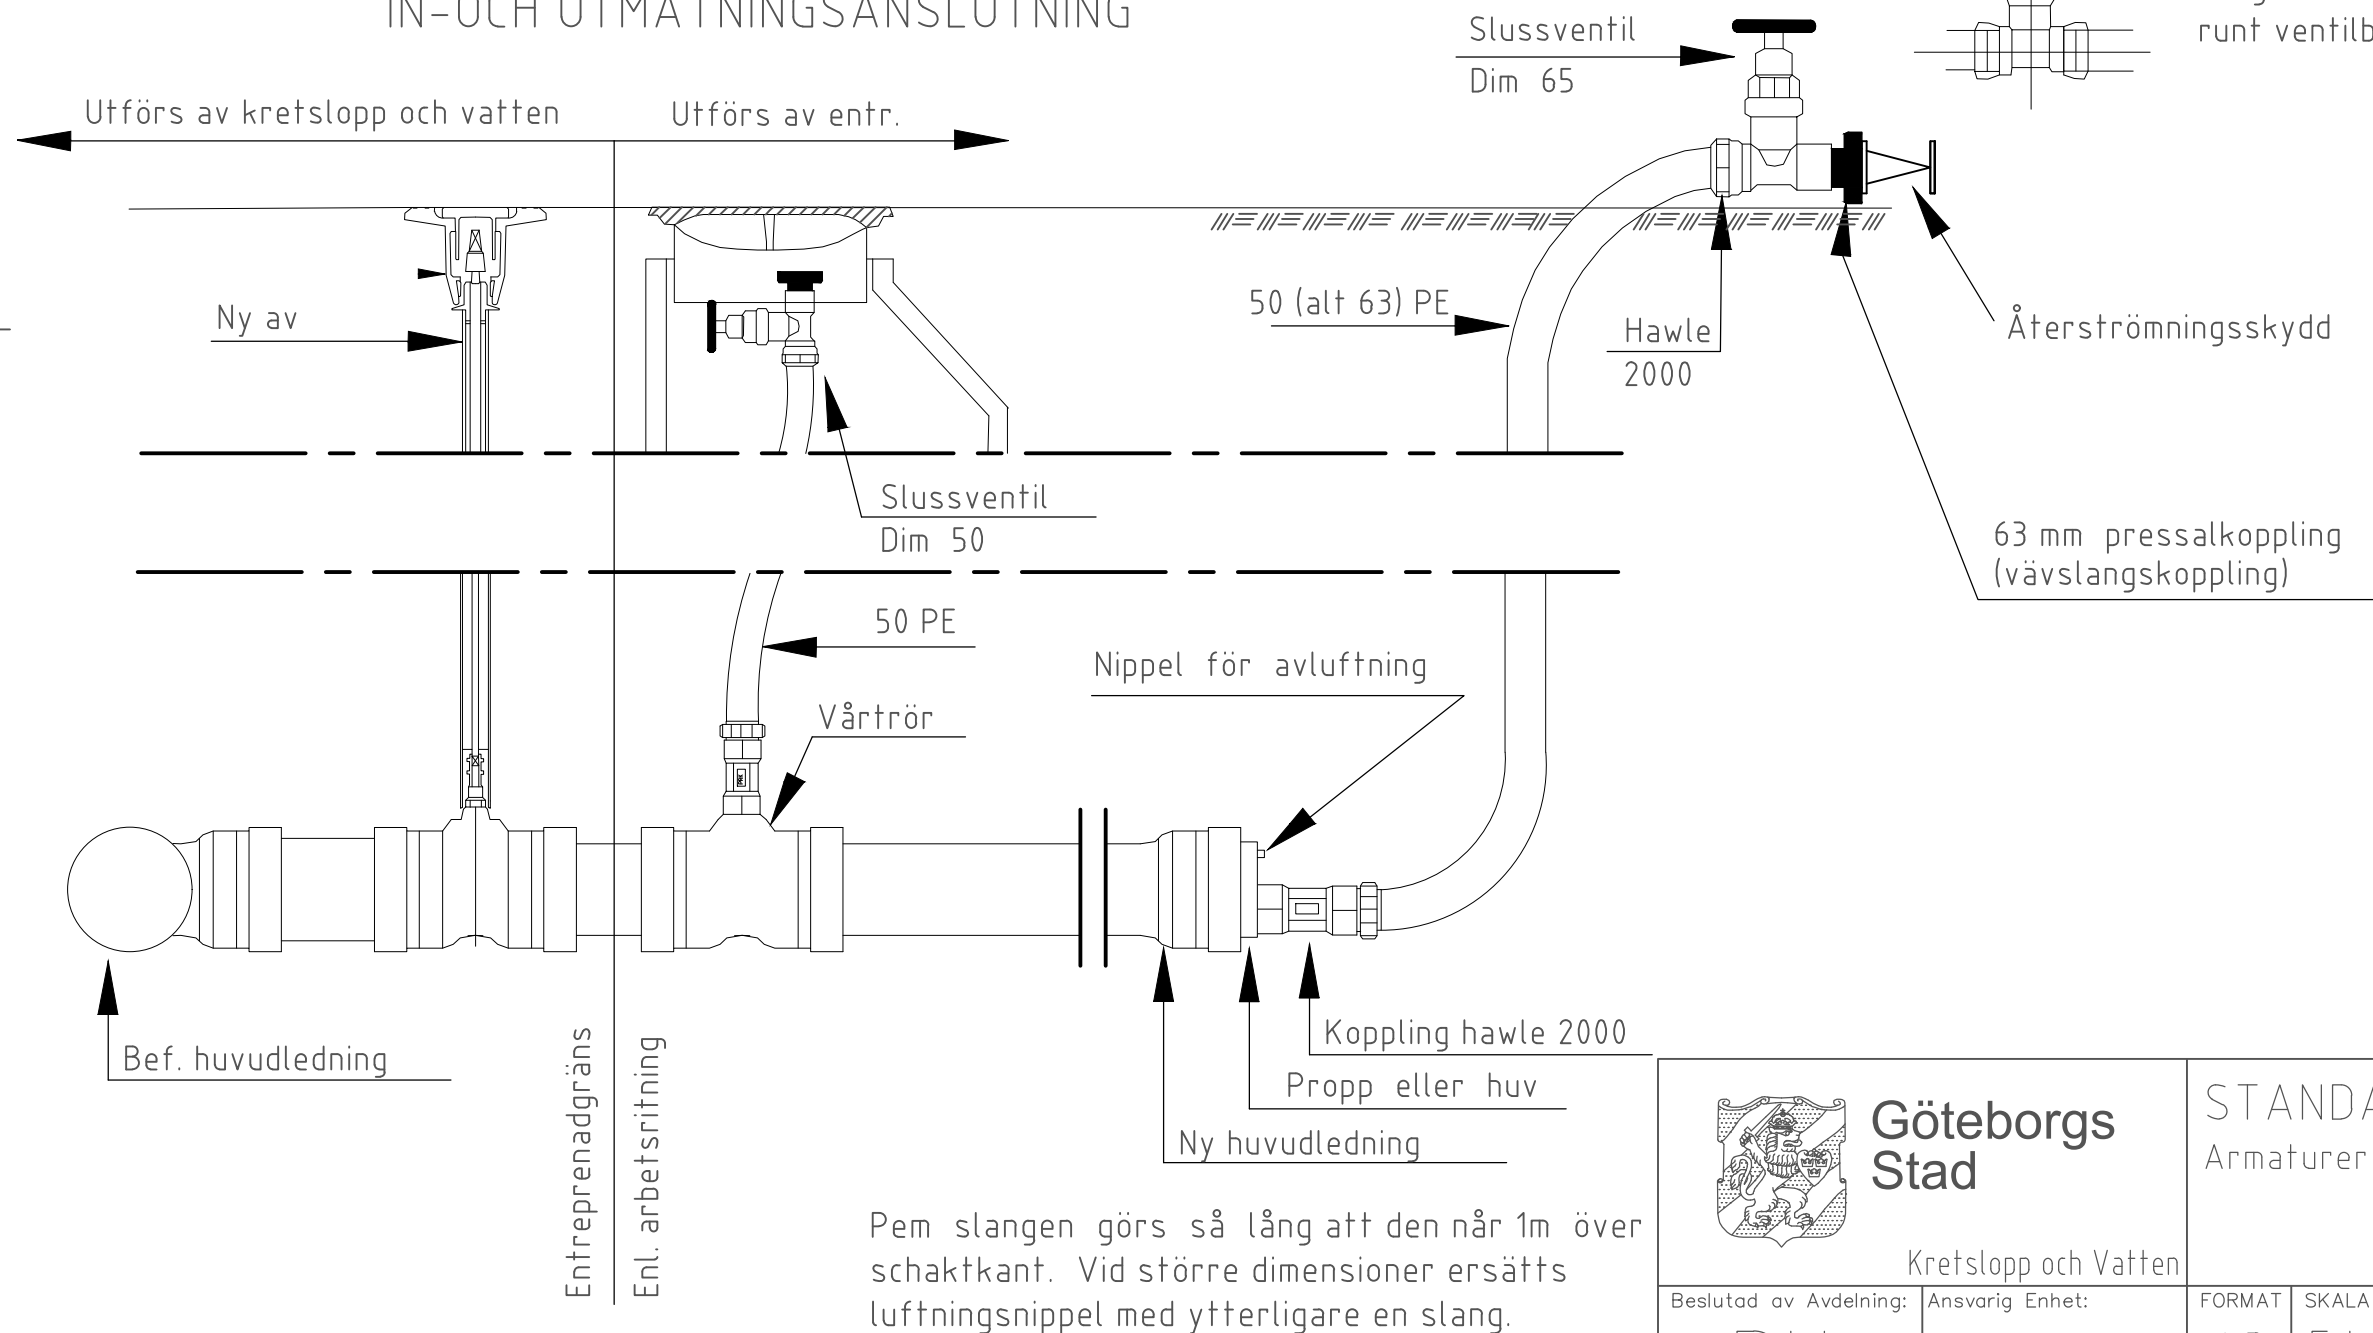 IN-OCH UTMÄTNINGSANSLUTNING
Slussventil
Dim 65
runt ventilb
Utförs av kretslopp och vatten
Utförs av entr.
Ny av
50 (alt 63) PE
Hawle
2000
Återströmningsskydd
Slussventil
Dim 50
63 mm pressalkoppling
(vävslangskoppling)
50 PE
Nippel för avluftning
Vårtrör
Bef. huvudledning
Entreprenadgräns
Enl. arbetsritning
Koppling hawle 2000
Propp eller huv
Ny huvudledning
Pem slangen görs så lång att den når 1m över
schaktkant. Vid större dimensioner ersätts
luftningsnippel med ytterligare en slang.
Göteborgs
Stad
Kretslopp och Vatten
STANDA
Armaturer
Beslutad av Avdelning:
Ansvarig Enhet:
FORMAT
SKALA